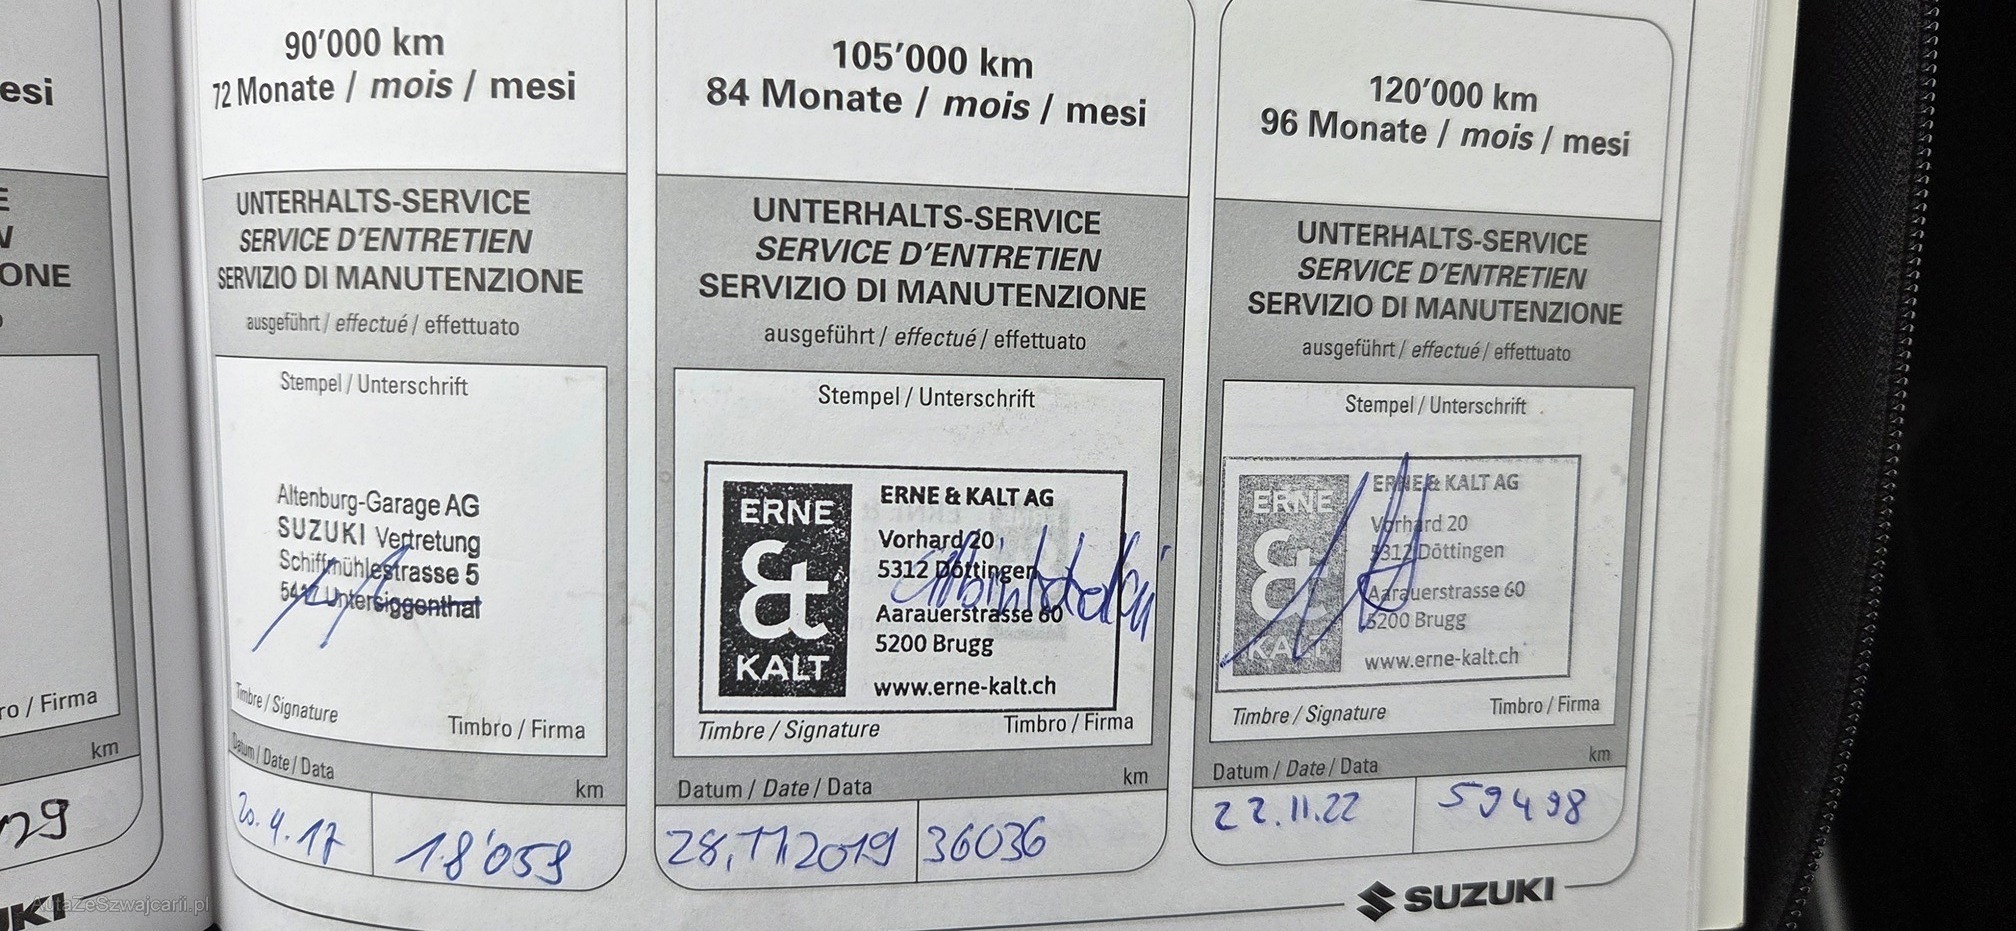 esi
ONE
ro / Firma
km
29
90'000 km
72 Monate / mois / mesi
UNTERHALTS-SERVICE
SERVICE D'ENTRETIEN
SERVIZIO DI MANUTENZIONE
ausgeführt / effectué / effettuato
Stempel / Unterschrift
Altenburg-Garage AG
SUZUKI Vertretung
Schiffmühlestrasse 5
5417 Untersiggenthal
Timbre / Signature
Timbro / Firma
Datum / Date / Data
km
20.4.17
18'059
105'000 km
84 Monate / mois / mesi
UNTERHALTS-SERVICE
SERVICE D'ENTRETIEN
SERVIZIO DI MANUTENZIONE
ausgeführt / effectué / effettuato
Stempel / Unterschrift
ERNE
&
KALT
ERNE & KALT AG
Vorhard 20
5312 Döttingen
Aarauerstrasse 60
5200 Brugg
www.erne-kalt.ch
Timbre / Signature
Timbro / Firma
Datum / Date / Data
km
28.11.2019
36036
120'000 km
96 Monate / mois / mesi
UNTERHALTS-SERVICE
SERVICE D'ENTRETIEN
SERVIZIO DI MANUTENZIONE
ausgeführt / effectué / effettuato
Stempel / Unterschrift
ERNE
&
KALT
ERNE & KALT AG
Vorhard 20
5312 Döttingen
Aarauerstrasse 60
5200 Brugg
www.erne-kalt.ch
Timbre / Signature
Timbro / Firma
Datum / Date / Data
km
22.11.22
59498
SUZUKI
UKI
AutaZeSzwajcarii.pl